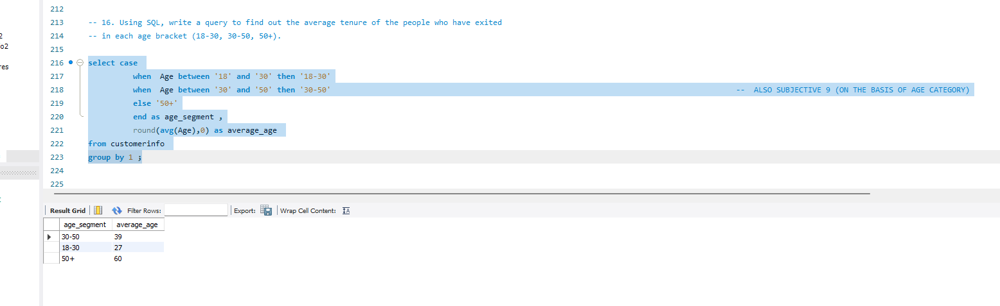 212
213 -- 16. Using SQL, write a query to find out the average tenure of the people who have exited
2
214 -- in each age bracket (18-30, 30-50, 50+).
o2
215
res
216 select case
217 when  Age between '18' and '30' then '18-30'
218 when  Age between '30' and '50' then '30-50' --  ALSO SUBJECTIVE 9 (ON THE BASIS OF AGE CATEGORY)
219 else '50+'
220 end as age_segment ,
221 round(avg(Age),0) as average_age
222 from customerinfo
223 group by 1 ;
224
225
Result Grid Filter Rows: Export: Wrap Cell Content: IA
age_segment average_age
30-50 39
18-30 27
50+ 60